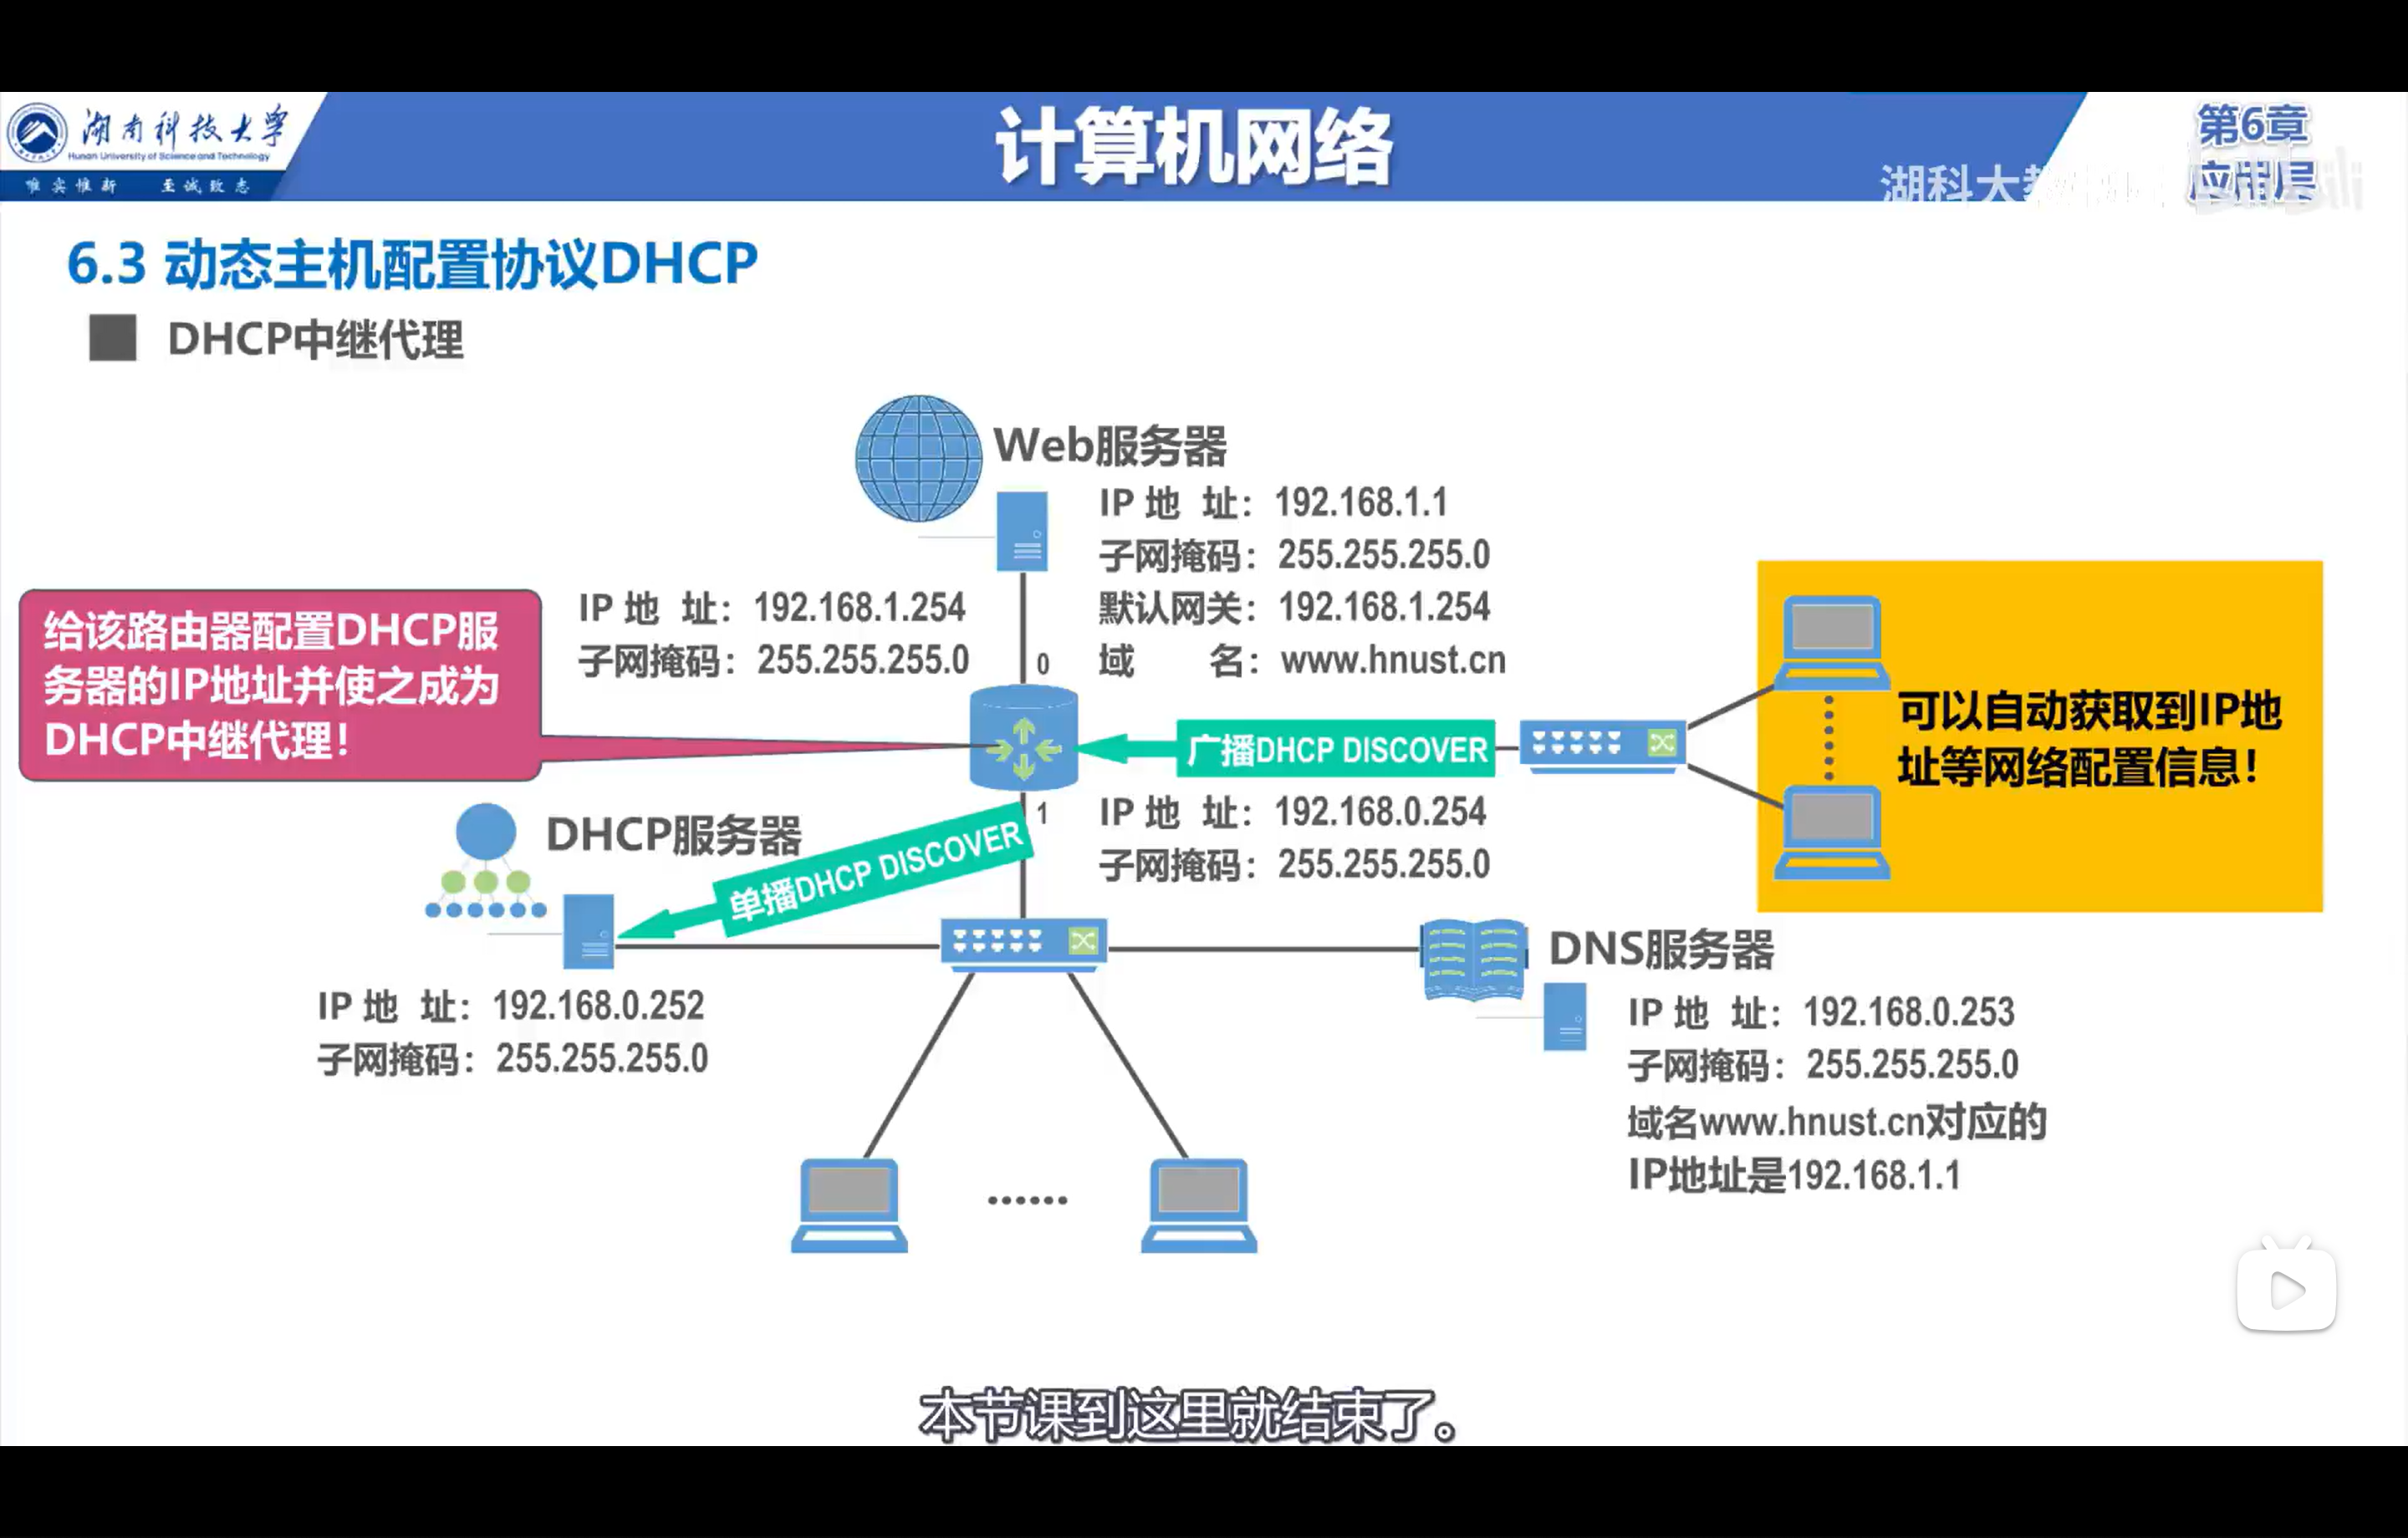 湖南科技大学
Hunan University of Science and Technology
唯实惟新 至诚致志
计算机网络
第6章
应用层
湖科大教
6.3 动态主机配置协议DHCP
DHCP中继代理
Web服务器
IP 地 址：192.168.1.1
子网掩码：255.255.255.0
默认网关：192.168.1.254
域 名：www.hnust.cn
IP 地 址：192.168.1.254
子网掩码：255.255.255.0
0
给该路由器配置DHCP服
务器的IP地址并使之成为
DHCP中继代理！
广播DHCP DISCOVER
可以自动获取到IP地
址等网络配置信息！
1
IP 地 址：192.168.0.254
子网掩码：255.255.255.0
DHCP服务器
单播DHCP DISCOVER
IP 地 址：192.168.0.252
子网掩码：255.255.255.0
DNS服务器
IP 地 址：192.168.0.253
子网掩码：255.255.255.0
域名www.hnust.cn对应的
IP地址是192.168.1.1
······
本节课到这里就结束了。